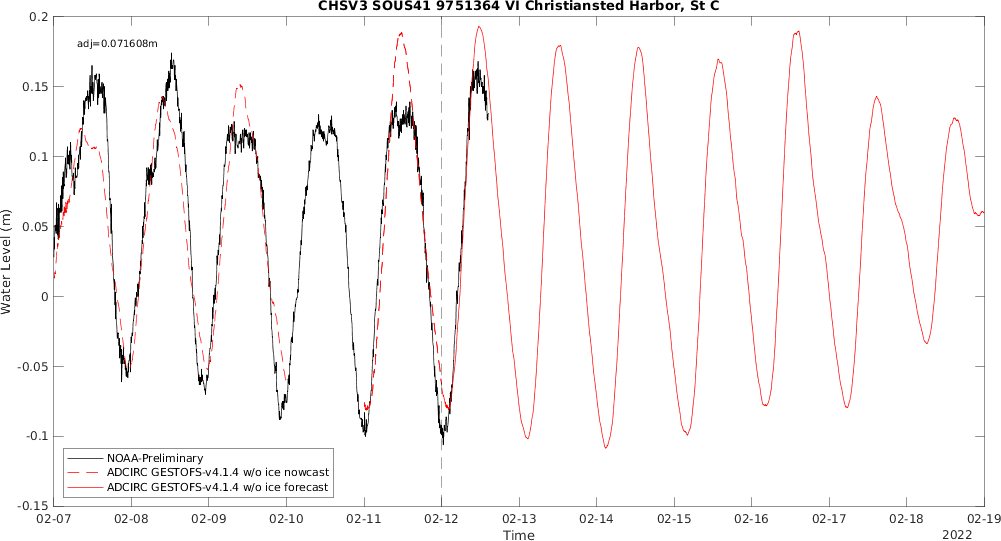 CHSV3 SOUS41 9751364 VI Christiansted Harbor, St C
adj=0.071608m
0.2
0.15
0.1
0.05
0
-0.05
-0.1
-0.15
Water Level (m)
NOAA-Preliminary
ADCIRC GESTOFS-v4.1.4 w/o ice nowcast
ADCIRC GESTOFS-v4.1.4 w/o ice forecast
02-07 02-08 02-09 02-10 02-11 02-12 02-13 02-14 02-15 02-16 02-17 02-18 02-19
Time
2022